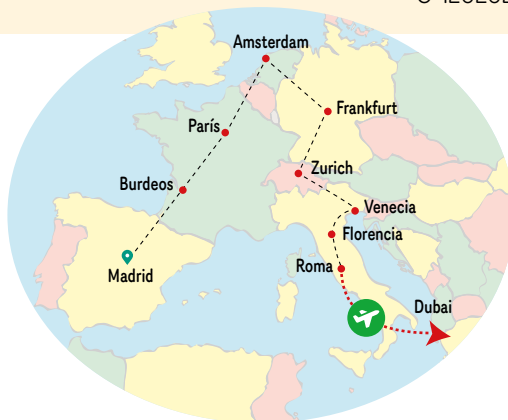 Amsterdam
Frankfurt
París
Zurich
Burdeos
Venecia
Florencia
Roma
Madrid
Dubai